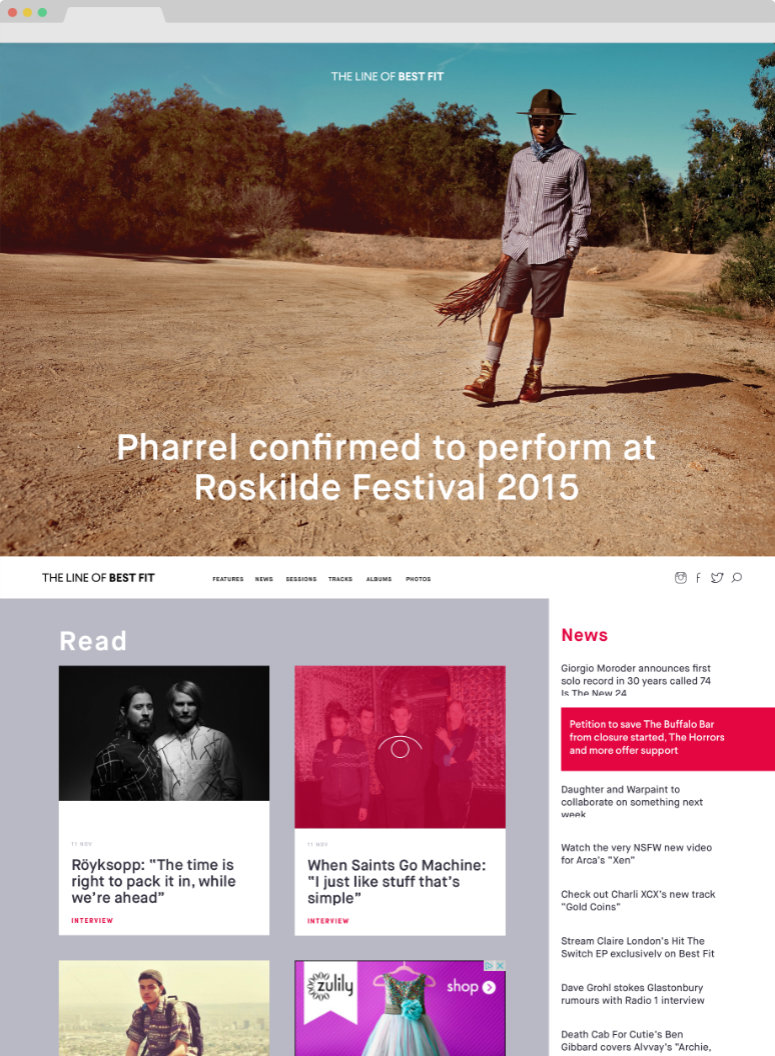 THE LINE OF BEST FIT
Pharrel confirmed to perform at
Roskilde Festival 2015
THE LINE OF BEST FIT
FEATURES NEWS SESSIONS TRACKS ALBUMS PHOTOS
Read
11 NOV
Röyksopp: "The time is
right to pack it in, while
we're ahead"
INTERVIEW
11 NOV
When Saints Go Machine:
"I just like stuff that's
simple"
INTERVIEW
zulily
shop
News
Giorgio Moroder announces first
solo record in 30 years called 74
Is The New 24
Petition to save The Buffalo Bar
from closure started, The Horrors
and more offer support
Daughter and Warpaint to
collaborate on something next
week
Watch the very NSFW new video
for Arca's "Xen"
Check out Charli XCX's new track
"Gold Coins"
Stream Claire London's Hit The
Switch EP exclusively on Best Fit
Dave Grohl stokes Glastonbury
rumours with Radio 1 interview
Death Cab For Cutie's Ben
Gibbard covers Alvvay's "Archie,